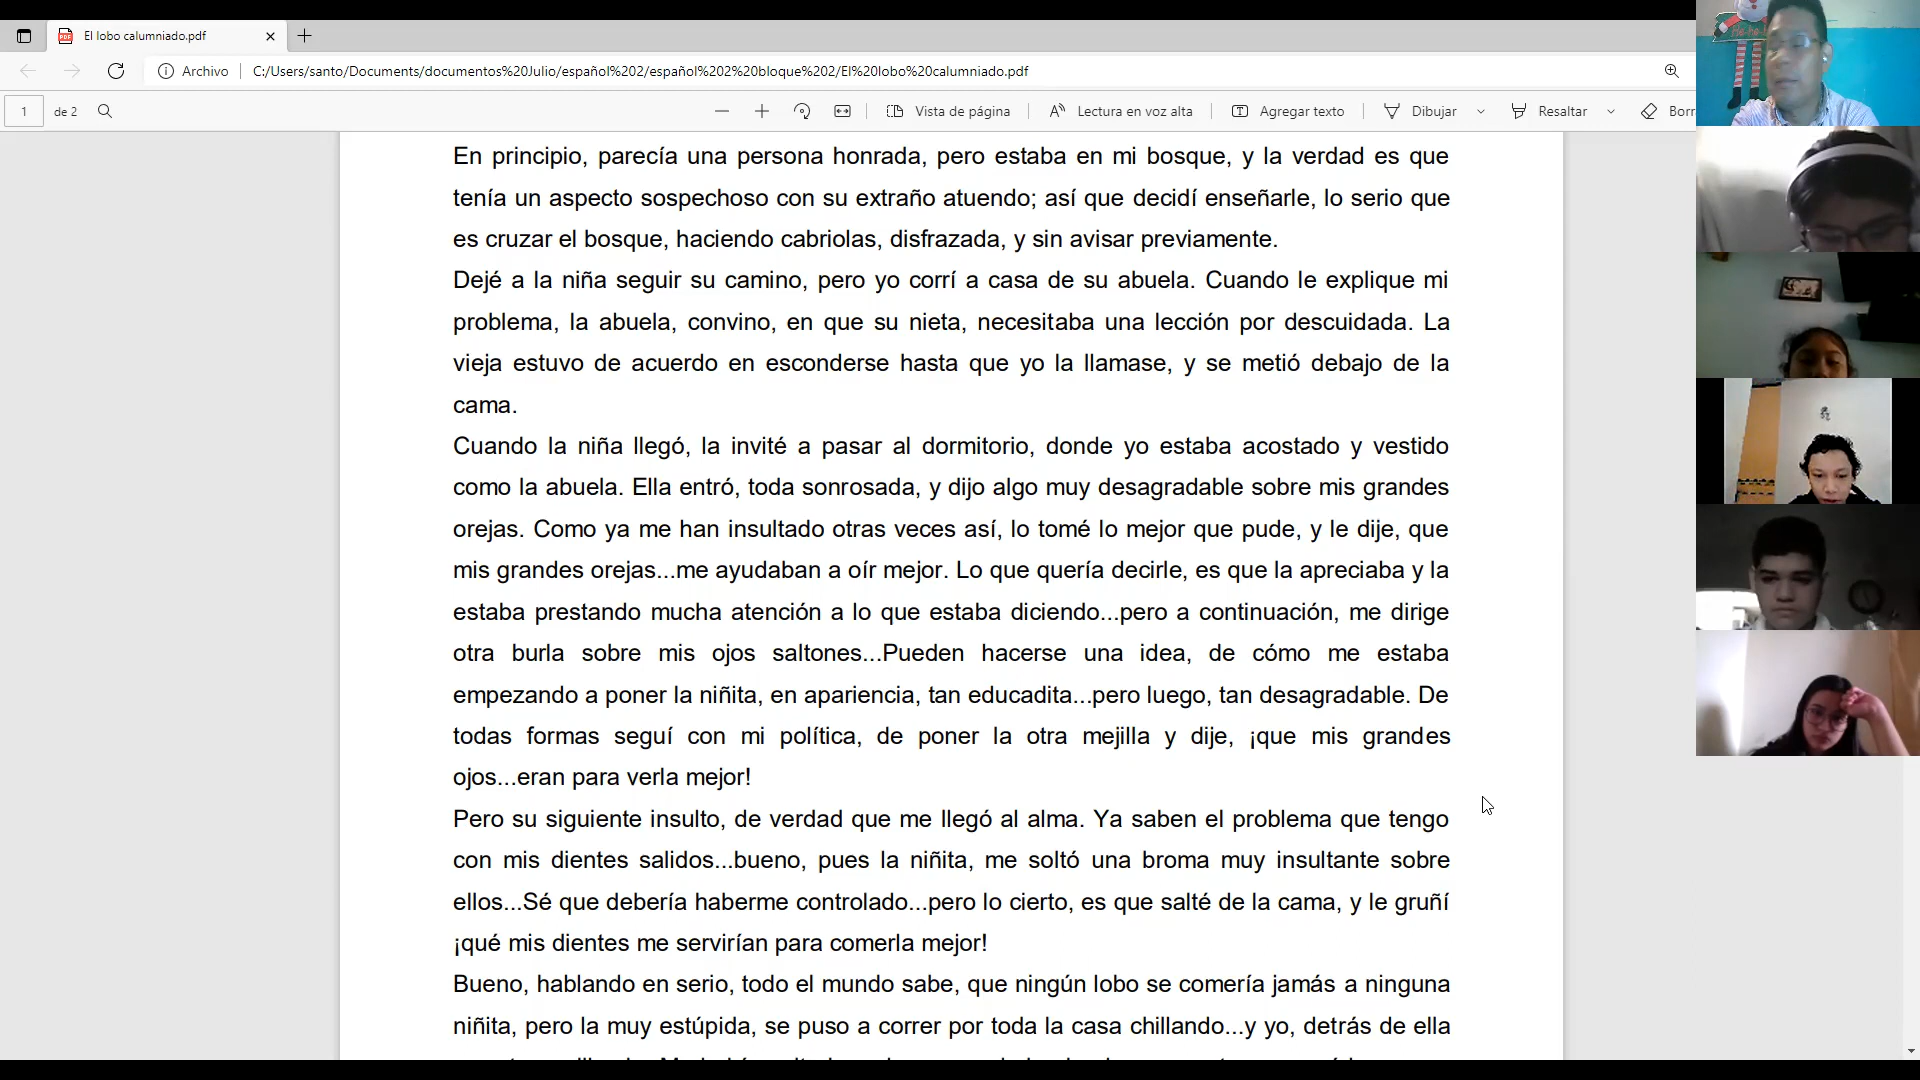 El lobo calumniado.pdf
Archivo
C:/Users/santo/Documents/documentos%20Julio/español%202/español%202%20bloque%202/El%20lobo%20calumniado.pdf
1 de 2
Vista de página
Lectura en voz alta
Agregar texto
Dibujar
Resaltar
En principio, parecía una persona honrada, pero estaba en mi bosque, y la verdad es que
tenía un aspecto sospechoso con su extraño atuendo; así que decidí enseñarle, lo serio que
es cruzar el bosque, haciendo cabriolas, disfrazada, y sin avisar previamente.
Dejé a la niña seguir su camino, pero yo corrí a casa de su abuela. Cuando le explique mi
problema, la abuela, convino, en que su nieta, necesitaba una lección por descuidada. La
vieja estuvo de acuerdo en esconderse hasta que yo la llamase, y se metió debajo de la
cama.
Cuando la niña llegó, la invité a pasar al dormitorio, donde yo estaba acostado y vestido
como la abuela. Ella entró, toda sonrosada, y dijo algo muy desagradable sobre mis grandes
orejas. Como ya me han insultado otras veces así, lo tomé lo mejor que pude, y le dije, que
mis grandes orejas...me ayudaban a oír mejor. Lo que quería decirle, es que la apreciaba y la
estaba prestando mucha atención a lo que estaba diciendo...pero a continuación, me dirige
otra burla sobre mis ojos saltones...Pueden hacerse una idea, de cómo me estaba
empezando a poner la niñita, en apariencia, tan educadita...pero luego, tan desagradable. De
todas formas seguí con mi política, de poner la otra mejilla y dije, ¡que mis grandes
ojos...eran para verla mejor!
Pero su siguiente insulto, de verdad que me llegó al alma. Ya saben el problema que tengo
con mis dientes salidos...bueno, pues la niñita, me soltó una broma muy insultante sobre
ellos...Sé que debería haberme controlado...pero lo cierto, es que salté de la cama, y le gruñí
¡qué mis dientes me servirían para comerla mejor!
Bueno, hablando en serio, todo el mundo sabe, que ningún lobo se comería jamás a ninguna
niñita, pero la muy estúpida, se puso a correr por toda la casa chillando...y yo, detrás de ella